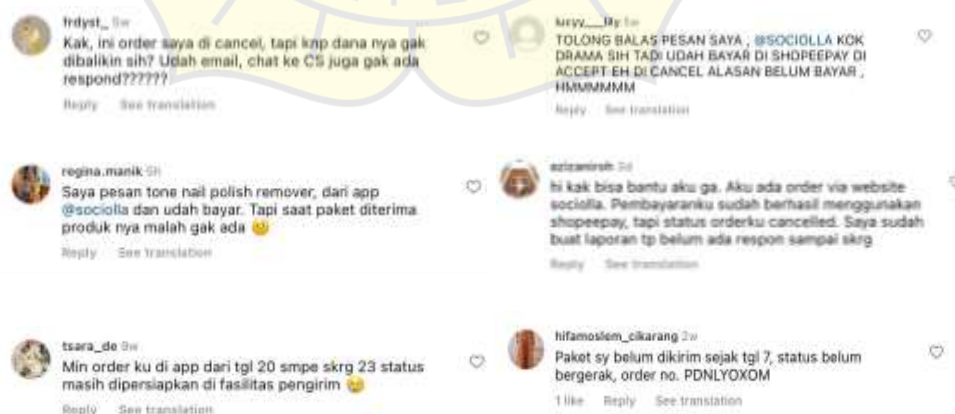 frdyst_ 9w
Kak, ini order saya di cancel, tapi knp dana nya gak
dibalikin sih? Udah email, chat ke CS juga gak ada
respond??????
Reply See translation
TOLONG BALAS PESAN SAYA , @SOCIOLLA KOK
DRAMA SIH TADI UDAH BAYAR DI SHOPEEPAY DI
ACCEPT EH DI CANCEL ALASAN BELUM BAYAR ,
HMMMMMM
Reply See translation
regina.manik 5h
Saya pesan tone nail polish remover, dari app
@sociolla dan udah bayar. Tapi saat paket diterima
produk nya malah gak ada
Reply See translation
hi kak bisa bantu aku ga. Aku ada order via website
sociolla. Pembayaranku sudah berhasil menggunakan
shopeepay, tapi status orderku cancelled. Saya sudah
buat laporan tp belum ada respon sampai skrg
Reply See translation
tsara_de 9w
Min order ku di app dari tgl 20 smpe skrg 23 status
masih dipersiapkan di fasilitas pengirim
Reply See translation
hifamoslem_cikarang 2w
Paket sy belum dikirim sejak tgl 7, status belum
bergerak, order no. PDNLYOXOM
1 like Reply See translation